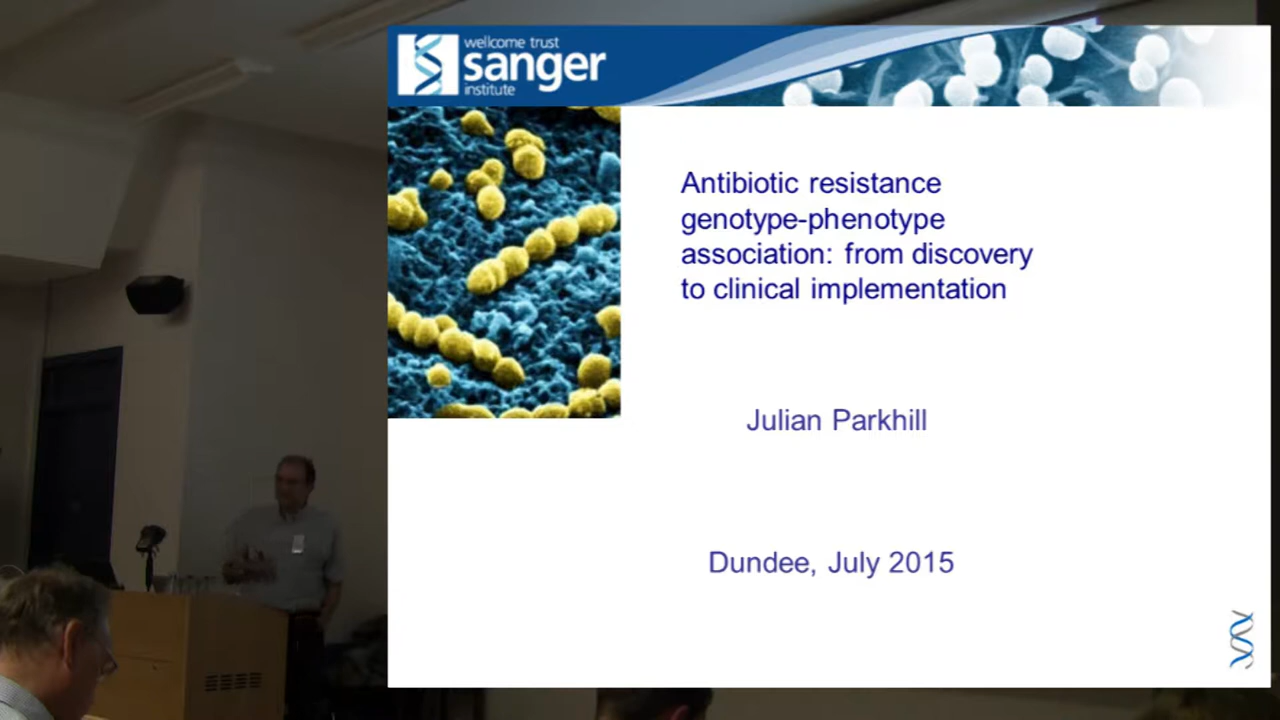 wellcome trust
sanger
institute
Antibiotic resistance
genotype-phenotype
association: from discovery
to clinical implementation
Julian Parkhill
Dundee, July 2015